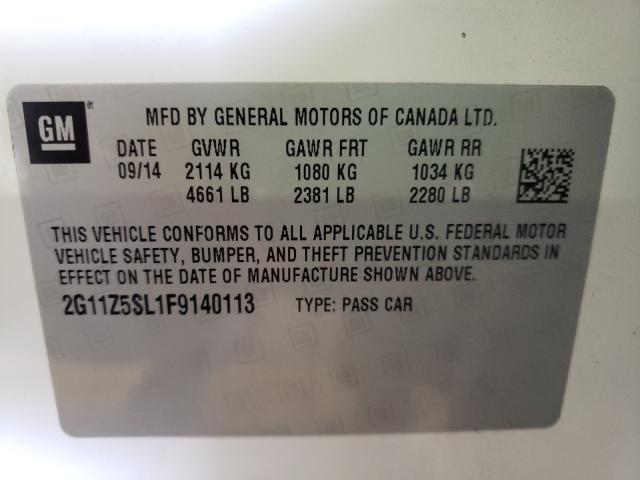 GM®
MFD BY GENERAL MOTORS OF CANADA LTD.
DATE GVWR GAWR FRT GAWR RR
09/14 2114 KG 1080 KG 1034 KG
4661 LB 2381 LB 2280 LB
THIS VEHICLE CONFORMS TO ALL APPLICABLE U.S. FEDERAL MOTOR
VEHICLE SAFETY, BUMPER, AND THEFT PREVENTION STANDARDS IN
EFFECT ON THE DATE OF MANUFACTURE SHOWN ABOVE.
2G11Z5SL1F9140113 TYPE: PASS CAR